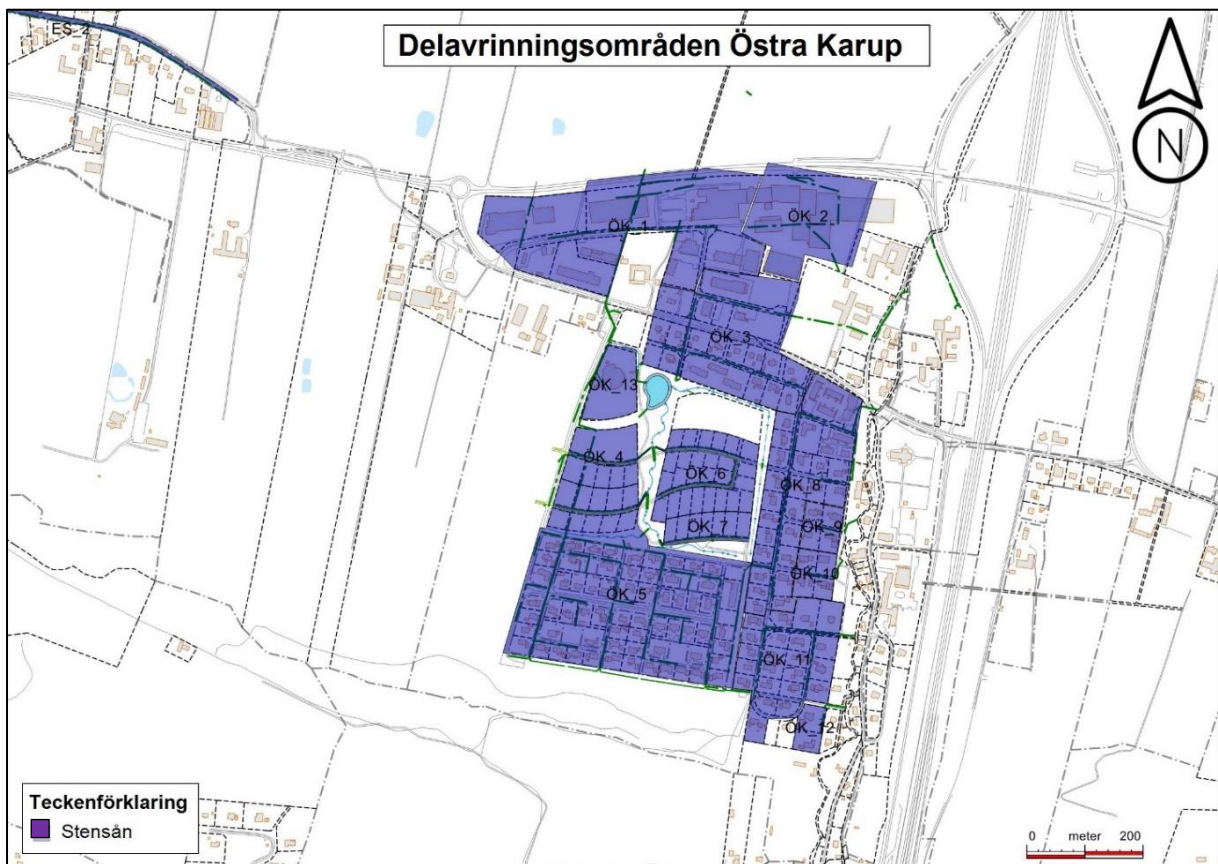 ES_2
Delavrinningsområden Östra Karup
N
ÖK_1
ÖK_2
ÖK_3
ÖK_13
ÖK_4
ÖK_6
ÖK_8
ÖK_7
ÖK_9
ÖK_10
ÖK_5
ÖK_11
ÖK_12
Teckenförklaring
Stensån
0 meter 200